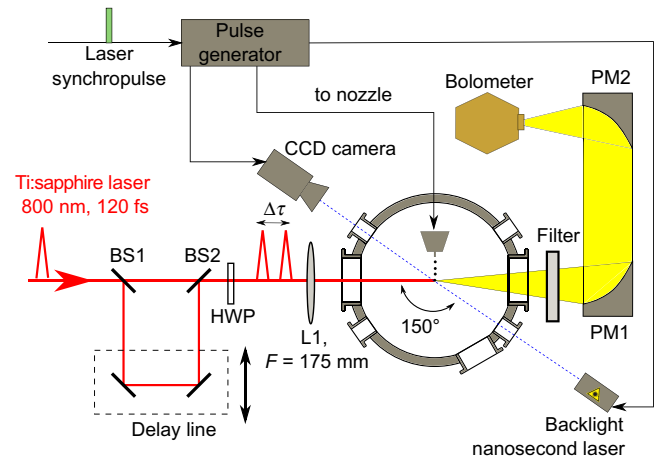 Laser
synchropulse
Pulse
generator
to nozzle
Bolometer
PM2
CCD camera
Ti:sapphire laser
800 nm, 120 fs
Δτ
BS1
BS2
Filter
HWP
L1,
F = 175 mm
150°
PM1
Delay line
Backlight
nanosecond laser